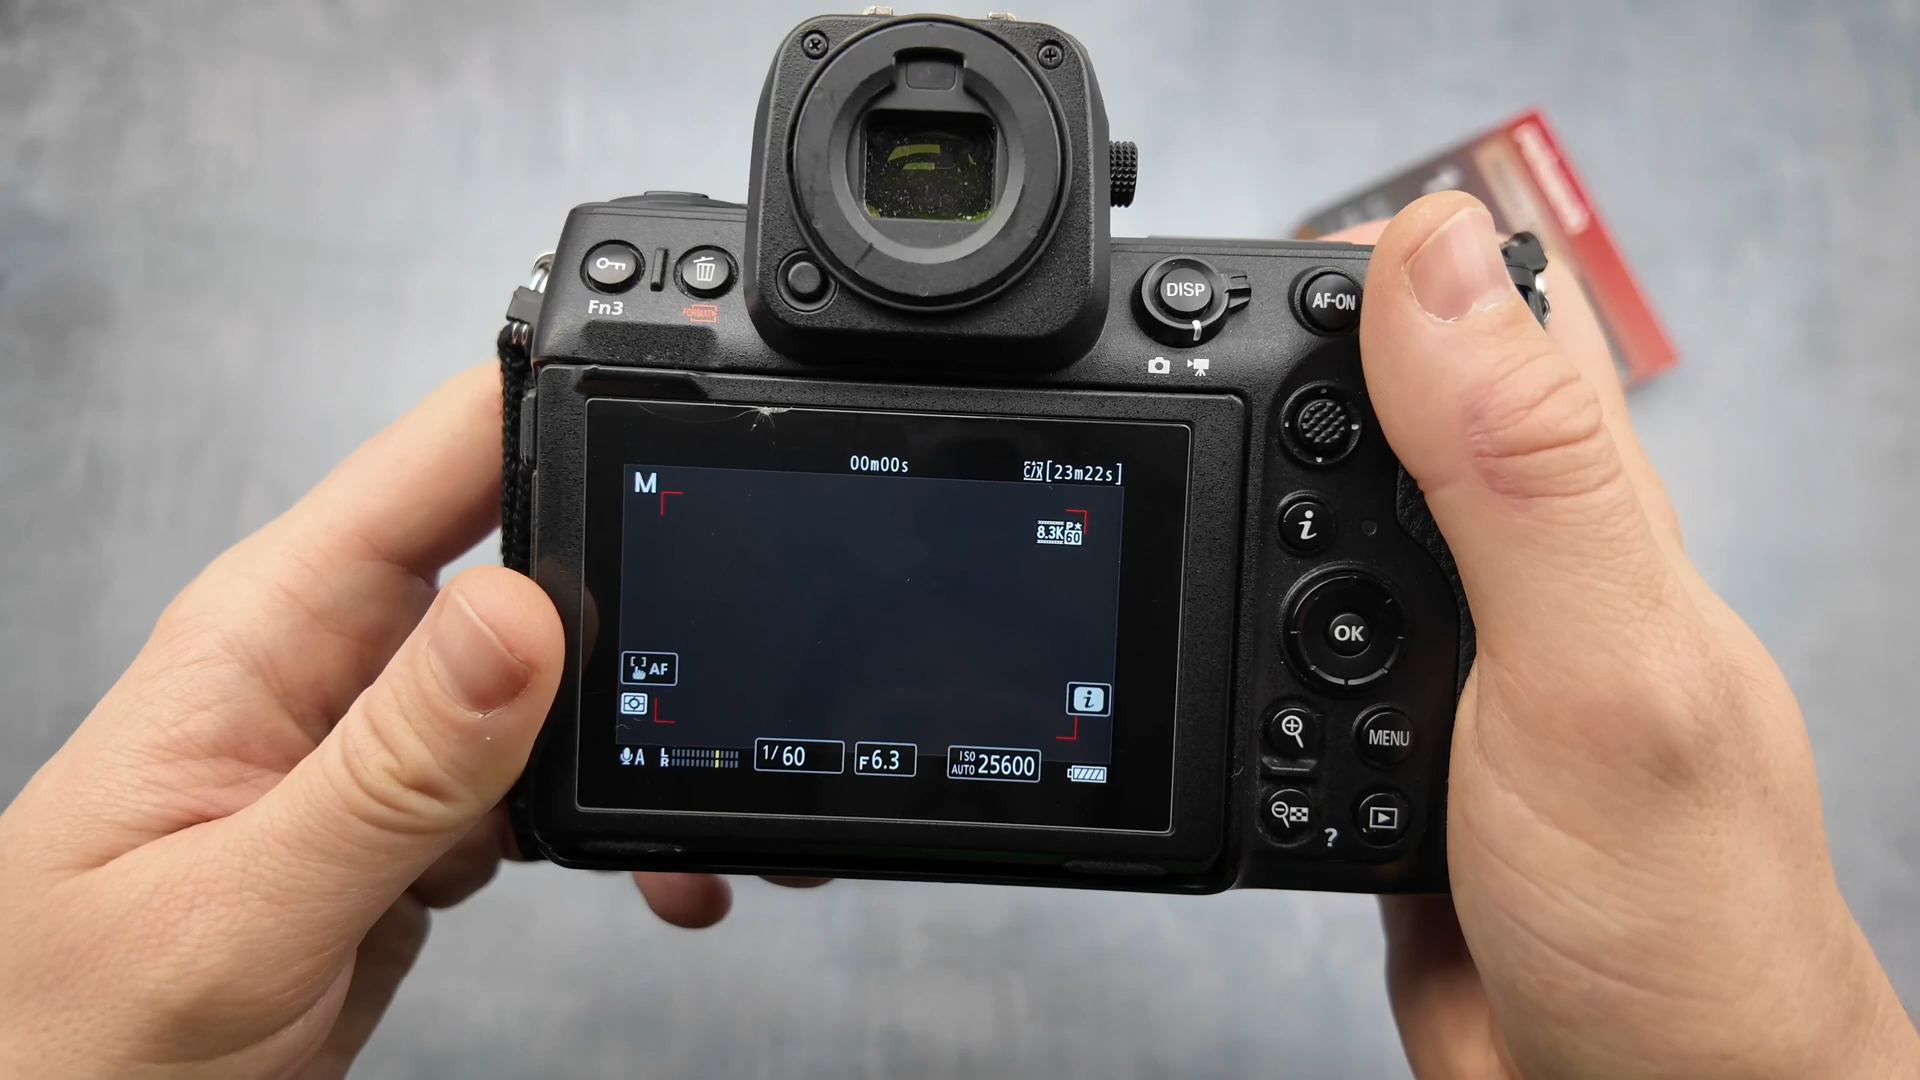 Fn3
FORMAT
DISP
AF-ON
00m00s
[23m22s]
M
8.3K P★ 60
i
OK
AF
i
A
L
R
1/60
F6.3
ISO AUTO 25600
MENU
?